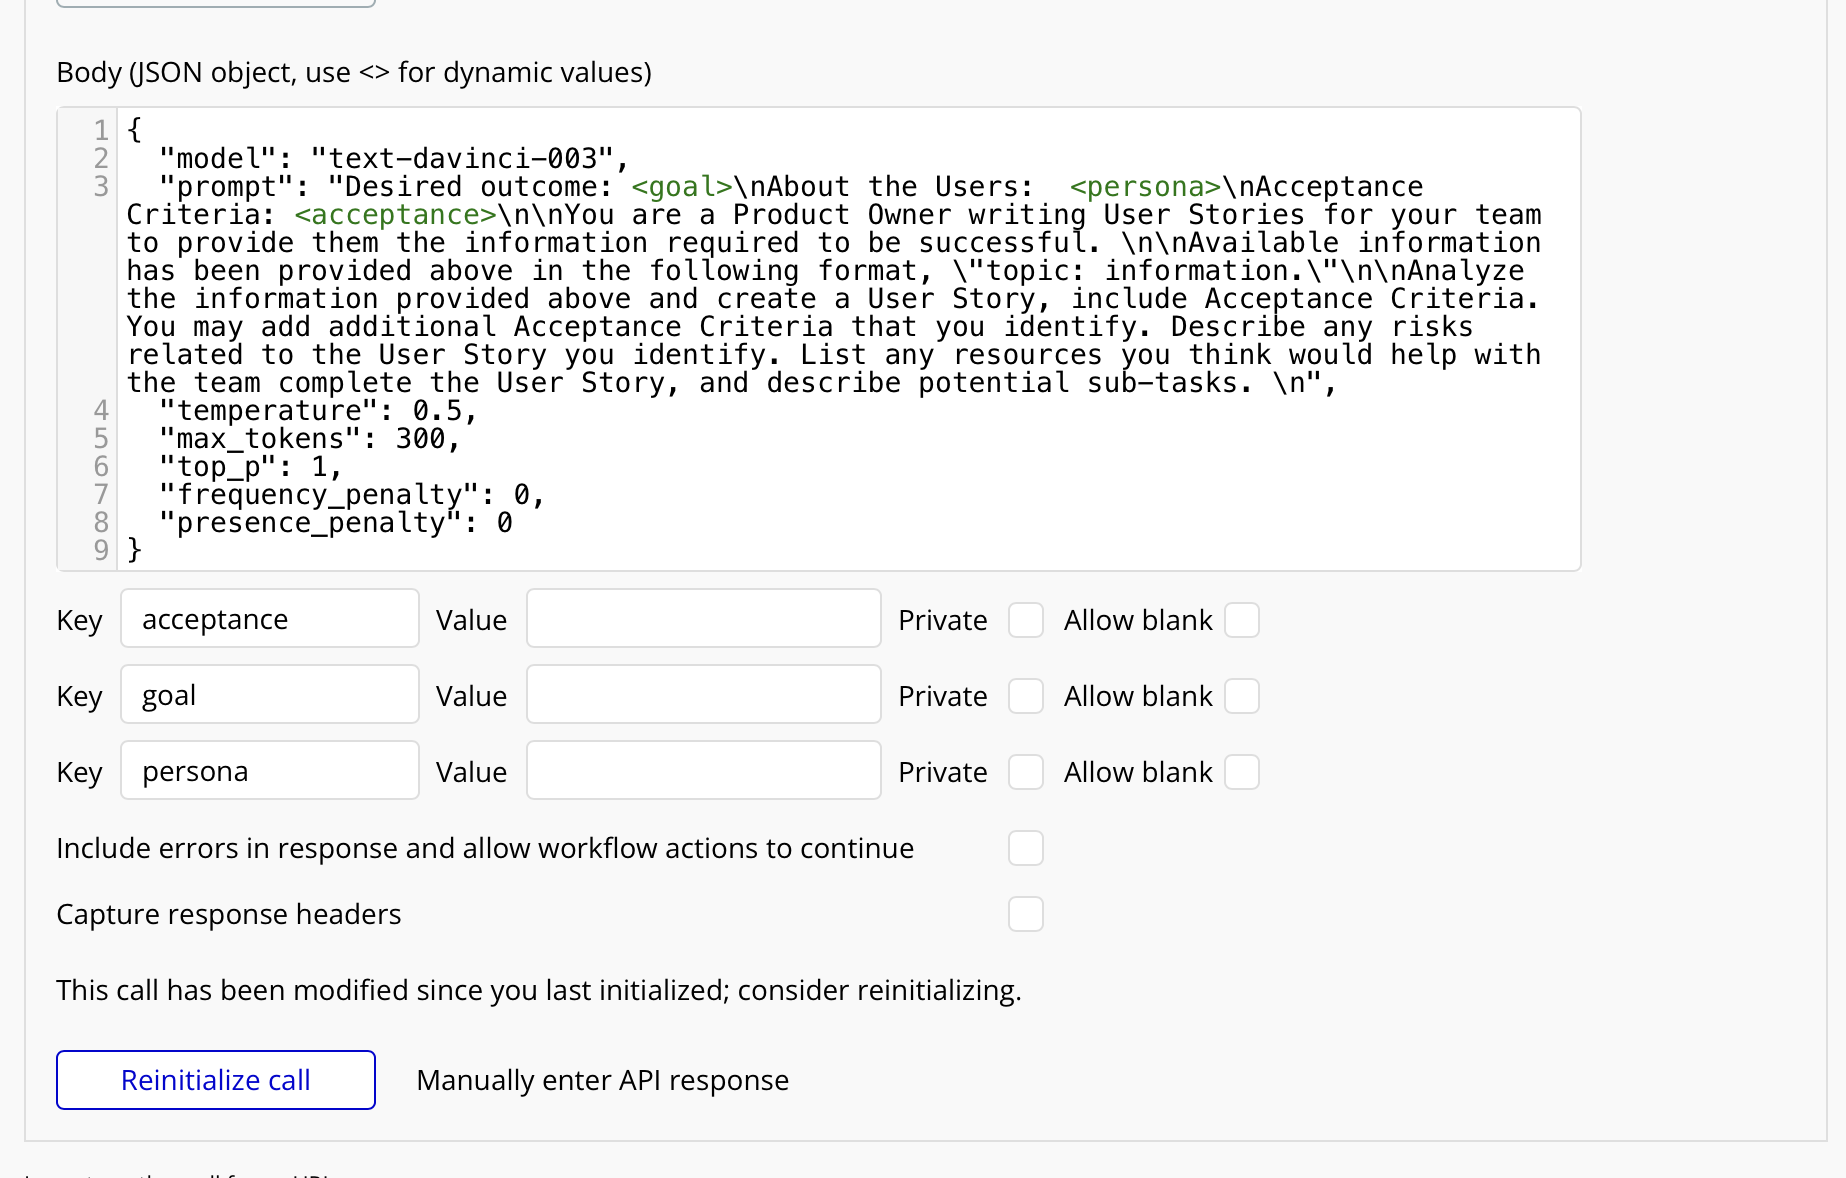 Body (JSON object, use <> for dynamic values)
1 {
2   "model": "text-davinci-003",
3   "prompt": "Desired outcome: <goal>\nAbout the Users:  <persona>\nAcceptance
Criteria: <acceptance>\n\nYou are a Product Owner writing User Stories for your team
to provide them the information required to be successful. \n\nAvailable information
has been provided above in the following format, \"topic: information.\"\n\nAnalyze
the information provided above and create a User Story, include Acceptance Criteria.
You may add additional Acceptance Criteria that you identify. Describe any risks
related to the User Story you identify. List any resources you think would help with
the team complete the User Story, and describe potential sub-tasks. \n",
4   "temperature": 0.5,
5   "max_tokens": 300,
6   "top_p": 1,
7   "frequency_penalty": 0,
8   "presence_penalty": 0
9 }
Key acceptance Value Private Allow blank
Key goal Value Private Allow blank
Key persona Value Private Allow blank
Include errors in response and allow workflow actions to continue
Capture response headers
This call has been modified since you last initialized; consider reinitializing.
Reinitialize call Manually enter API response